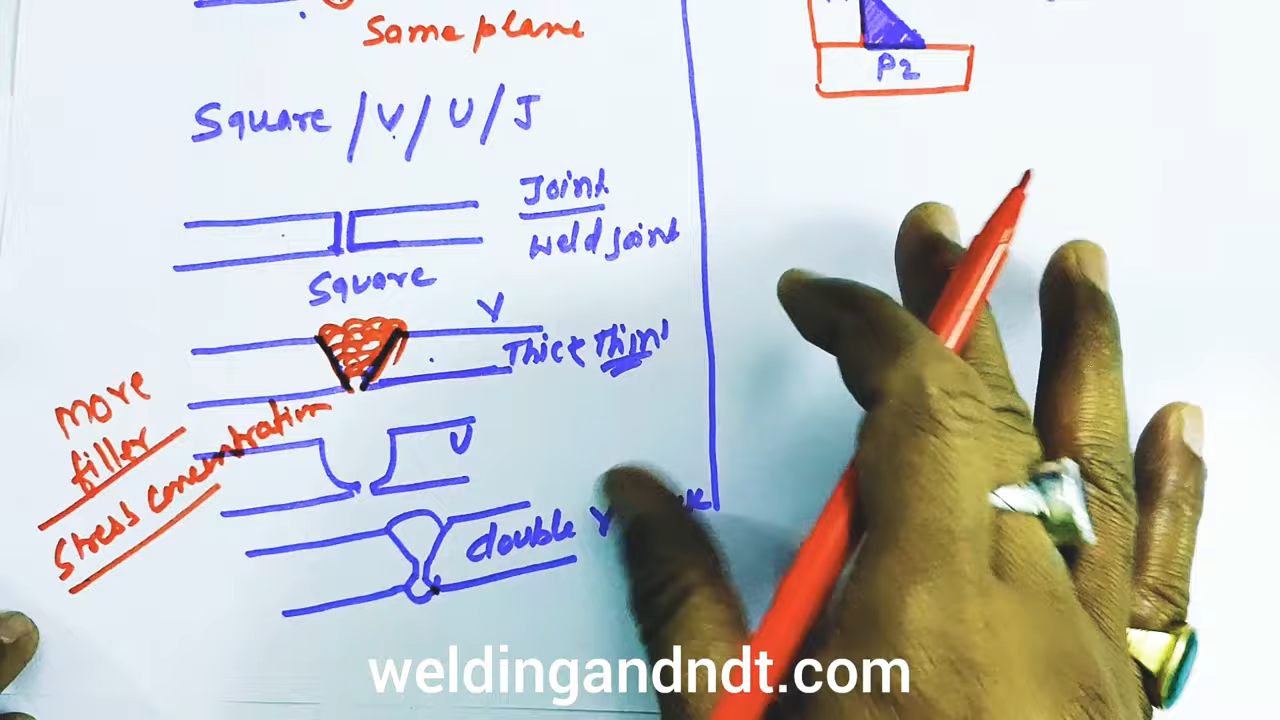 Same plane
P2
Square / V / U / J
Joint
Weld joint
Square
V
Thick Thin
More
filler
Stress concentration
U
double V
weldingandndt.com